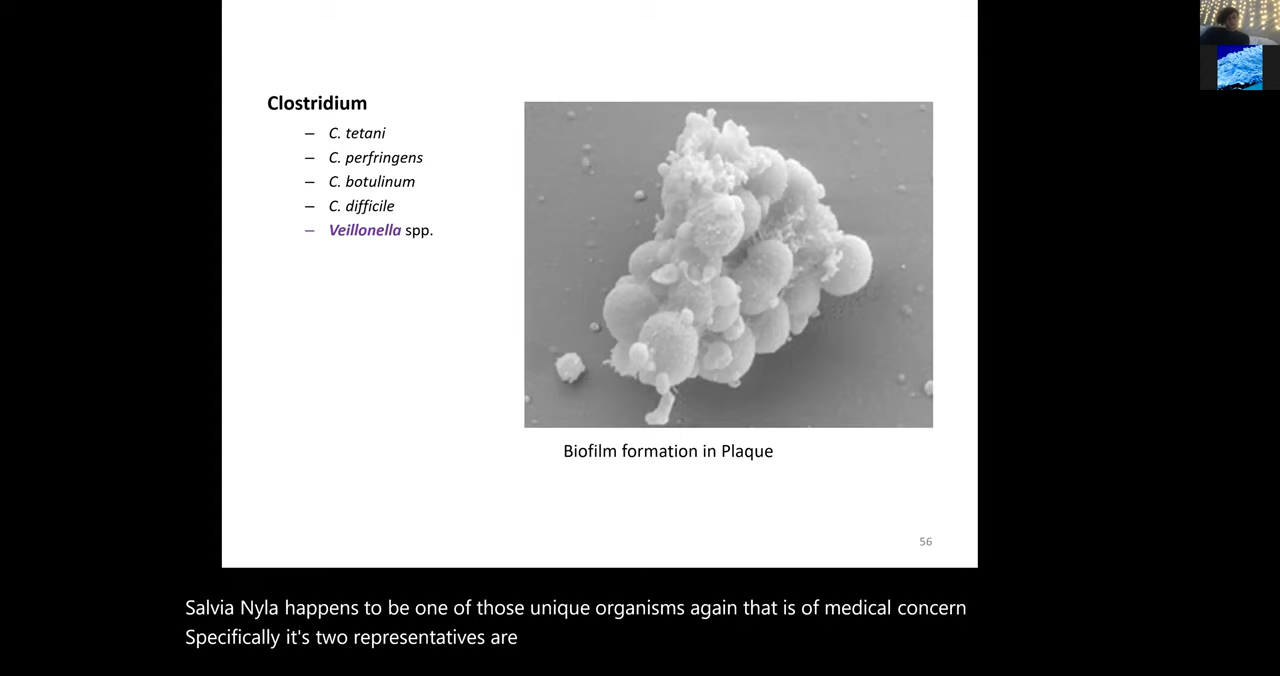 Clostridium
– C. tetani
– C. perfringens
– C. botulinum
– C. difficile
– Veillonella spp.
Biofilm formation in Plaque
56
Salvia Nyla happens to be one of those unique organisms again that is of medical concern
Specifically it's two representatives are